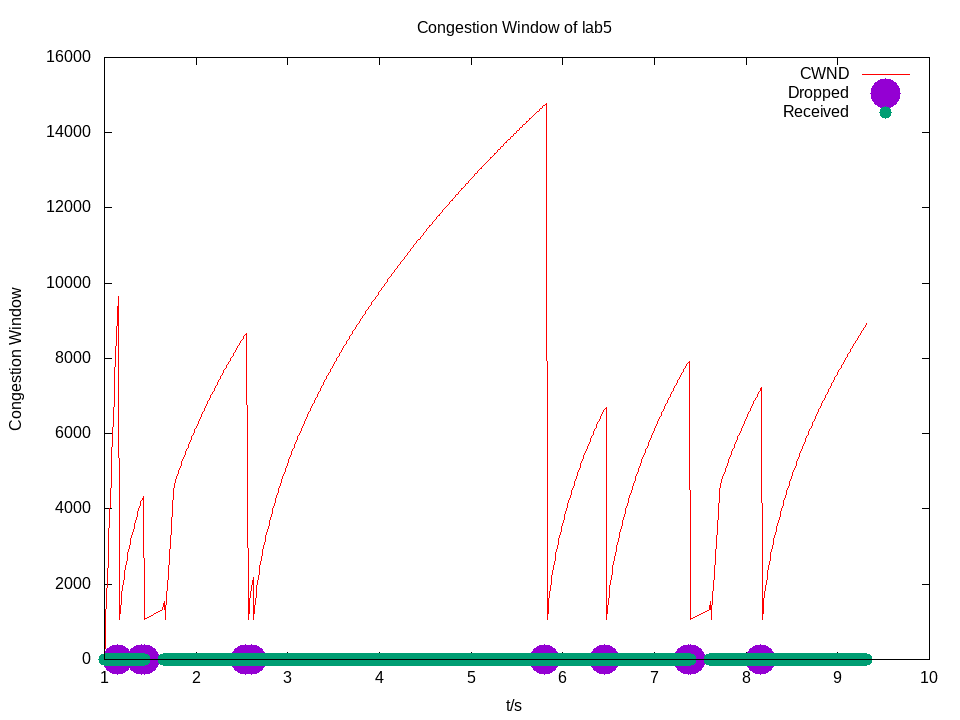 Congestion Window of lab5
16000
14000
12000
10000
8000
6000
4000
2000
0
Congestion Window
CWND
Dropped
Received
1 2 3 4 5 6 7 8 9 10
t/s